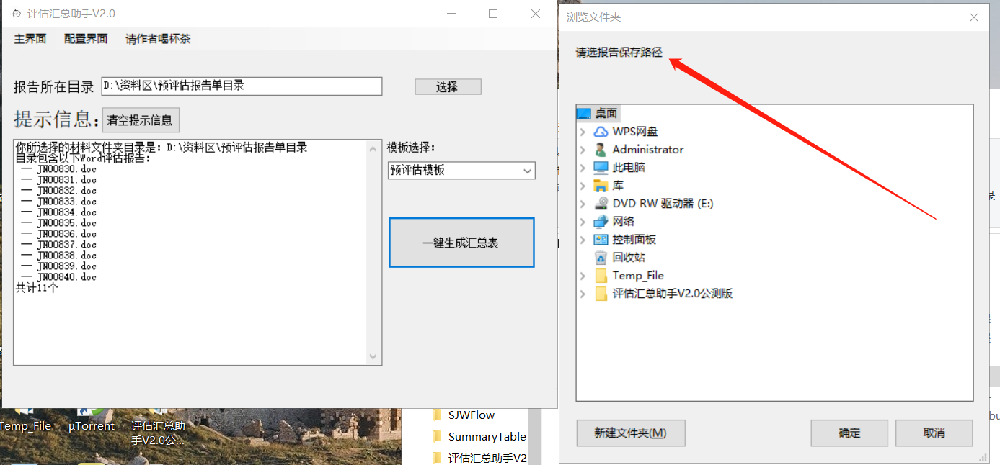 评估汇总助手V2.0
主界面 配置界面 请作者喝杯茶
报告所在目录 D:\资料区\预评估报告单目录 选择
提示信息: 清空提示信息
你所选择的材料文件夹目录是: D:\资料区\预评估报告单目录
目录包含以下Word评估报告:
— JN00830.doc
— JN00831.doc
— JN00832.doc
— JN00833.doc
— JN00834.doc
— JN00835.doc
— JN00836.doc
— JN00837.doc
— JN00838.doc
— JN00839.doc
— JN00840.doc
共计11个
模板选择:
预评估模板
一键生成汇总表
Temp_File
µTorrent
评估汇总助
手V2.0公...
SJWFlow
SummaryTable
评估汇总助手V2
浏览文件夹
请选报告保存路径
桌面
WPS网盘
Administrator
此电脑
库
DVD RW 驱动器 (E:)
网络
控制面板
回收站
Temp_File
评估汇总助手V2.0公测版
新建文件夹(M) 确定 取消